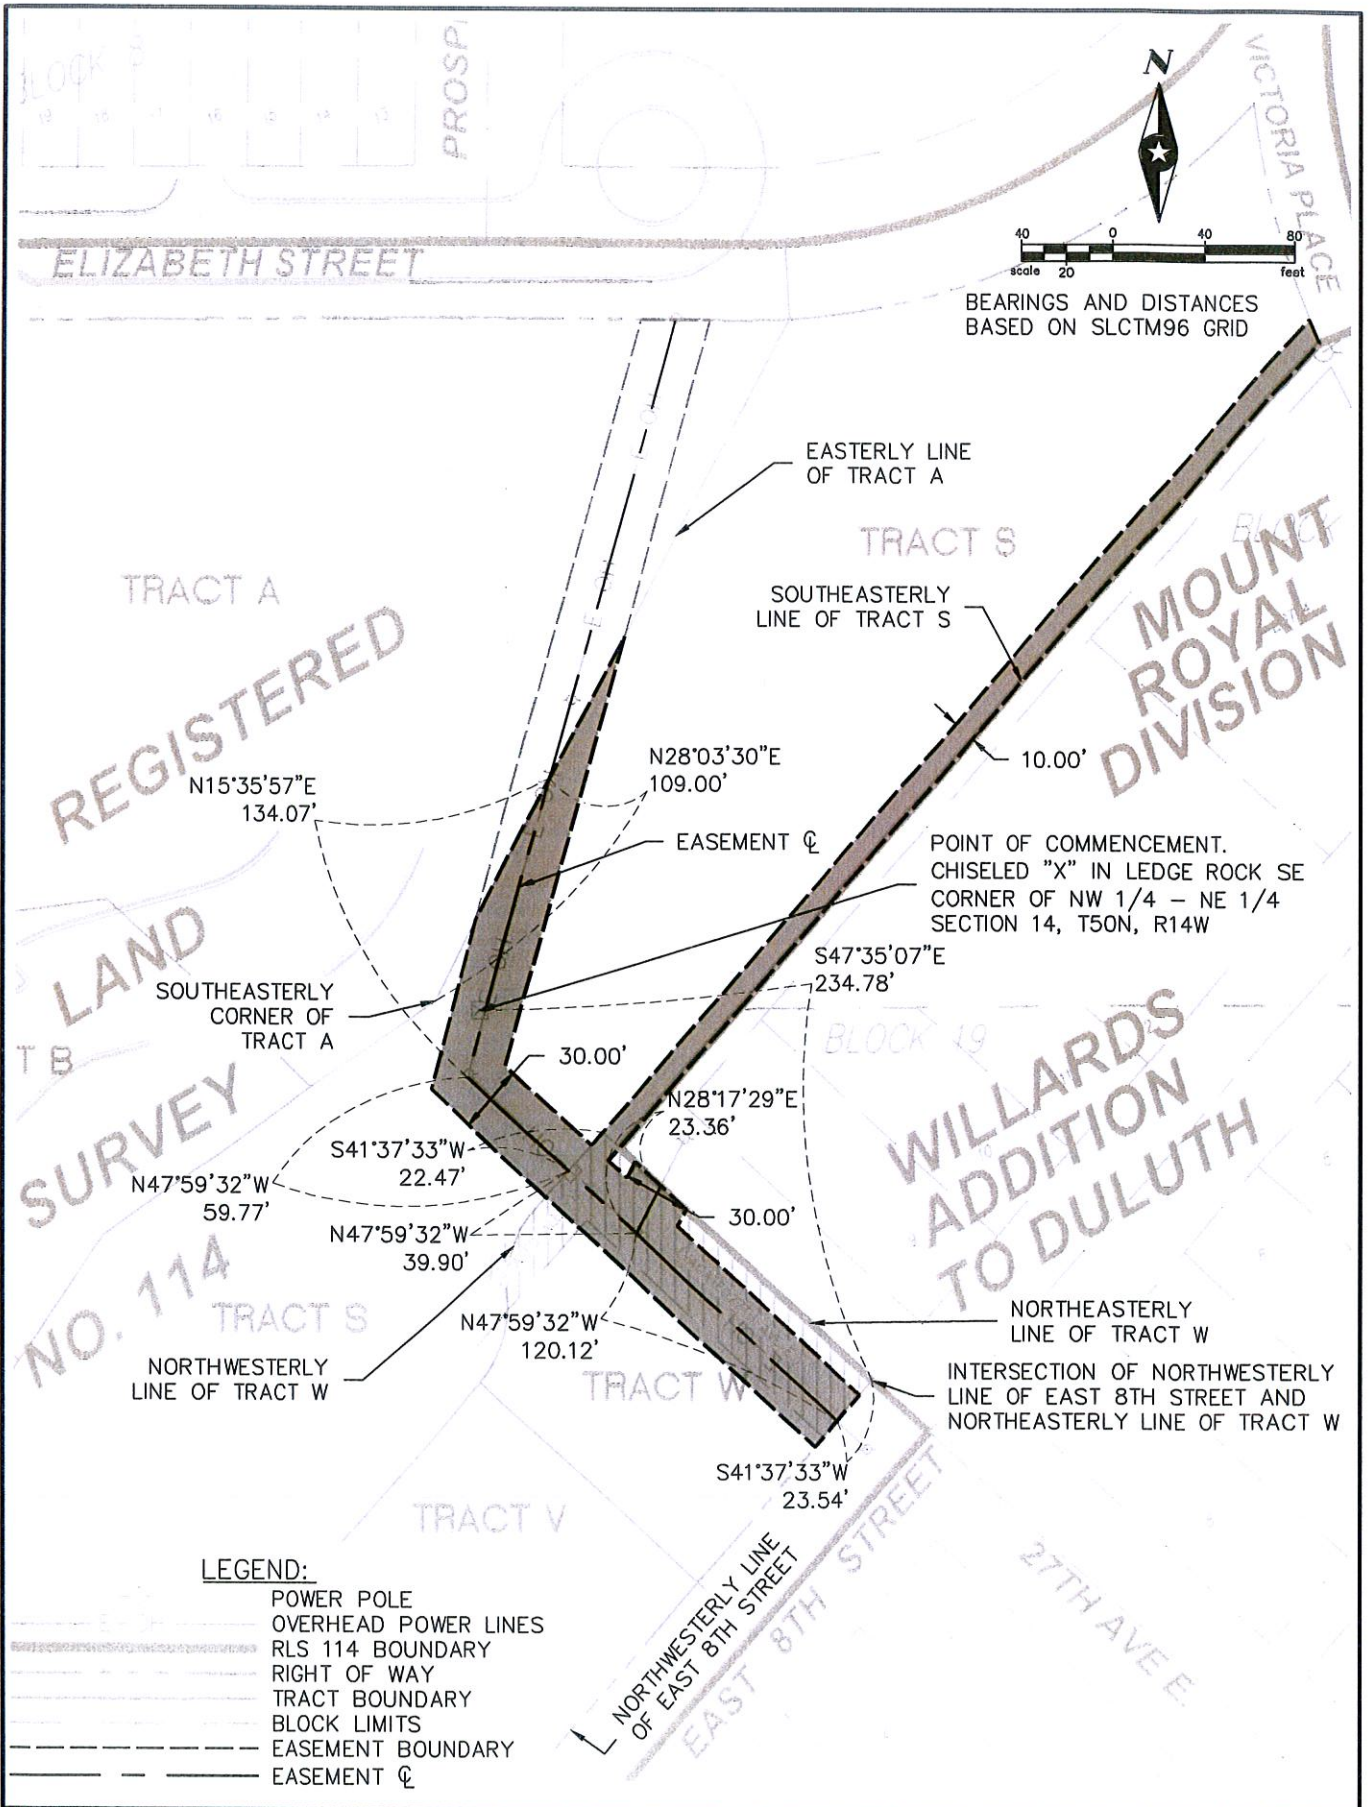 BLOCK
PROSP
VICTORIA PLACE
N
ELIZABETH STREET
40 0 40 80
scale 20 feet
BEARINGS AND DISTANCES
BASED ON SLCTM96 GRID
EASTERLY LINE
OF TRACT A
TRACT S
BLOCK
TRACT A
SOUTHEASTERLY
LINE OF TRACT S
MOUNT
ROYAL
DIVISION
REGISTERED
N15°35'57"E
134.07'
N28°03'30"E
109.00'
10.00'
EASEMENT ℄
POINT OF COMMENCEMENT.
CHISELED "X" IN LEDGE ROCK SE
CORNER OF NW 1/4 – NE 1/4
SECTION 14, T50N, R14W
LAND
S47°35'07"E
234.78'
SOUTHEASTERLY
CORNER OF
TRACT A
BLOCK 19
T B
30.00'
SURVEY
N28°17'29"E
23.36'
WILLARDS
ADDITION
TO DULUTH
S41°37'33"W
22.47'
N47°59'32"W
59.77'
30.00'
N47°59'32"W
39.90'
NO. 114
TRACT S
N47°59'32"W
120.12'
NORTHEASTERLY
LINE OF TRACT W
NORTHWESTERLY
LINE OF TRACT W
TRACT W
INTERSECTION OF NORTHWESTERLY
LINE OF EAST 8TH STREET AND
NORTHEASTERLY LINE OF TRACT W
S41°37'33"W
23.54'
TRACT V
NORTHWESTERLY LINE
OF EAST 8TH STREET
EAST 8TH STREET
27TH AVE E.
LEGEND:
POWER POLE
OVERHEAD POWER LINES
RLS 114 BOUNDARY
RIGHT OF WAY
TRACT BOUNDARY
BLOCK LIMITS
EASEMENT BOUNDARY
EASEMENT ℄